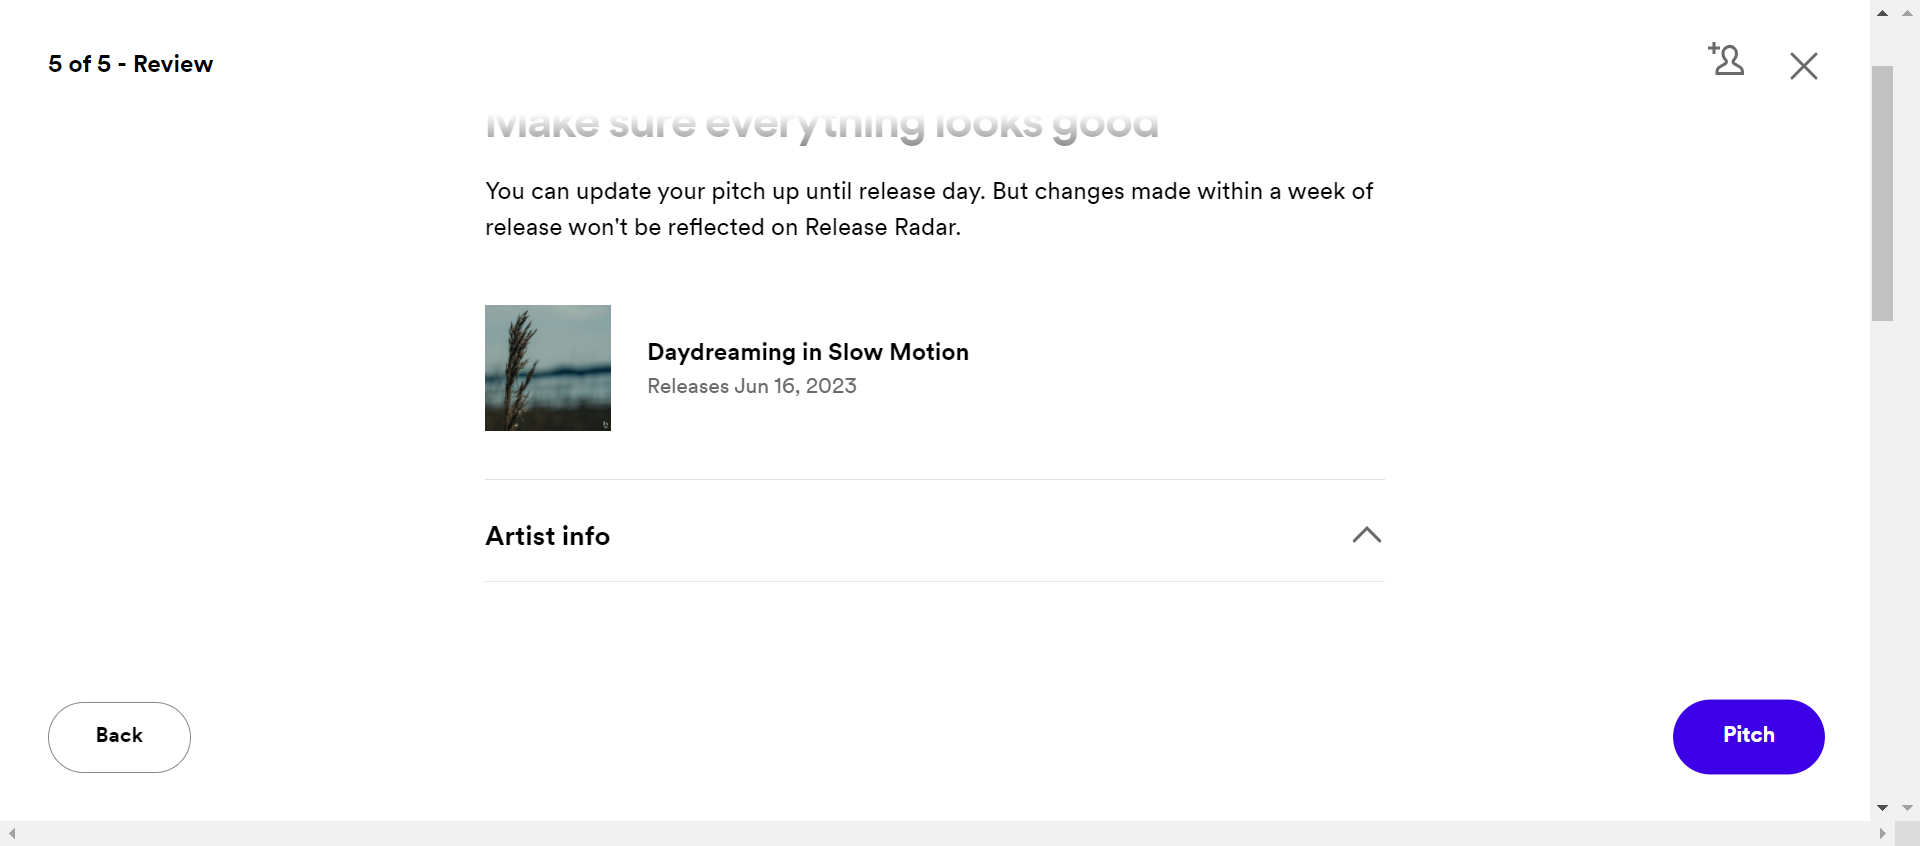 5 of 5 - Review
Make sure everything looks good
You can update your pitch up until release day. But changes made within a week of
release won't be reflected on Release Radar.
Daydreaming in Slow Motion
Releases Jun 16, 2023
Artist info
Back
Pitch